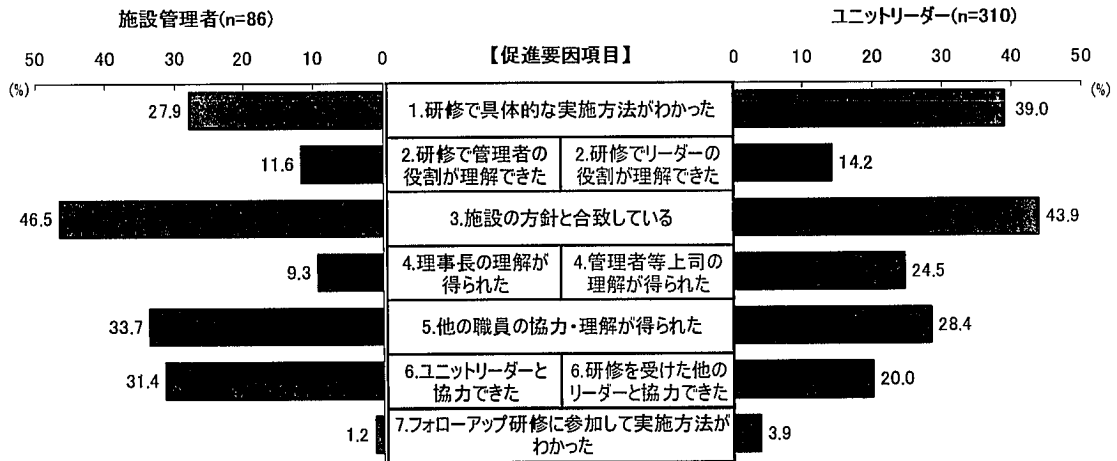 施設管理者(n=86)
ユニットリーダー(n=310)
50 40 30 20 10 0
【促進要因項目】
0 10 20 30 40 50
(%)
(%)
27.9
1.研修で具体的な実施方法がわかった
39.0
11.6
2.研修で管理者の
役割が理解できた
2.研修でリーダーの
役割が理解できた
14.2
46.5
3.施設の方針と合致している
43.9
9.3
4.理事長の理解が
得られた
4.管理者等上司の
理解が得られた
24.5
33.7
5.他の職員の協力・理解が得られた
28.4
31.4
6.ユニットリーダーと
協力できた
6.研修を受けた他の
リーダーと協力できた
20.0
1.2
7.フォローアップ研修に参加して実施方法が
わかった
3.9